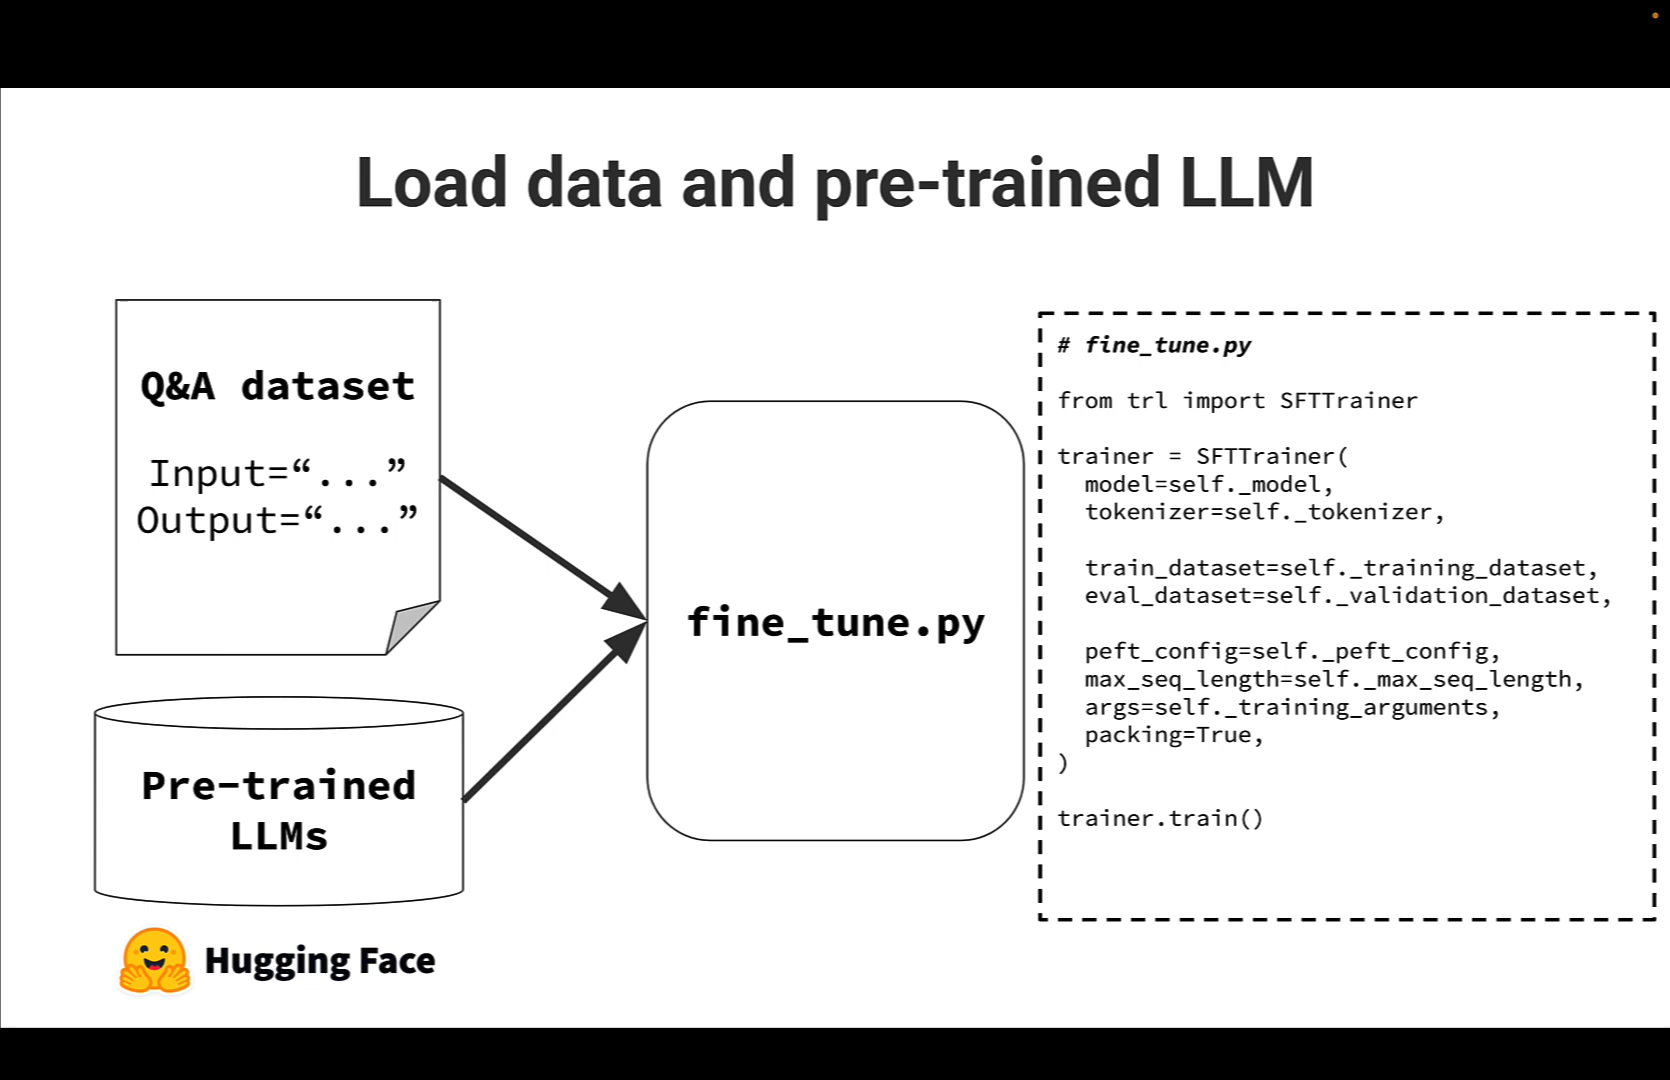 Load data and pre-trained LLM
Q&A dataset
Input=“...”
Output=“...”
Pre-trained
LLMs
Hugging Face
fine_tune.py
# fine_tune.py
from trl import SFTTrainer
trainer = SFTTrainer(
model=self._model,
tokenizer=self._tokenizer,
train_dataset=self._training_dataset,
eval_dataset=self._validation_dataset,
peft_config=self._peft_config,
max_seq_length=self._max_seq_length,
args=self._training_arguments,
packing=True,
)
trainer.train()